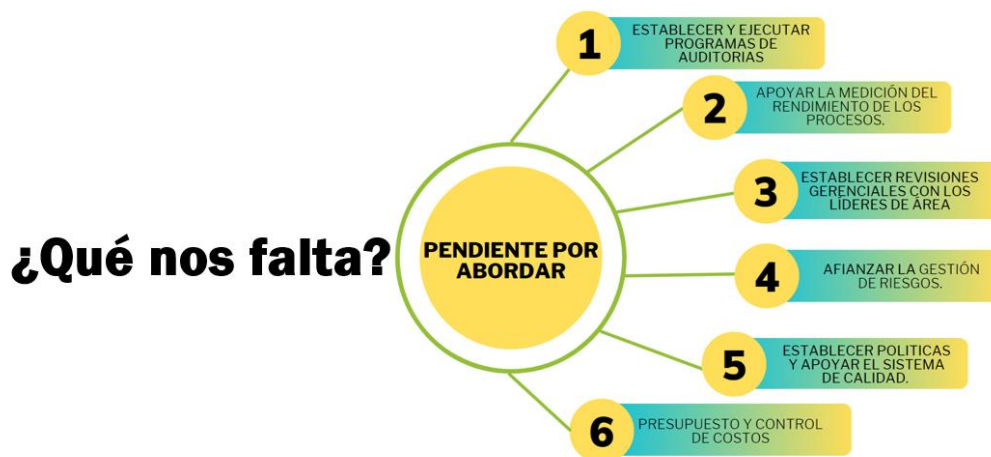 ¿Qué nos falta?
PENDIENTE POR
ABORDAR
1
ESTABLECER Y EJECUTAR
PROGRAMAS DE
AUDITORIAS
2
APOYAR LA MEDICIÓN DEL
RENDIMIENTO DE LOS
PROCESOS.
3
ESTABLECER REVISIONES
GERENCIALES CON LOS
LÍDERES DE ÁREA
4
AFIANZAR LA GESTIÓN
DE RIESGOS.
5
ESTABLECER POLITICAS
Y APOYAR EL SISTEMA
DE CALIDAD.
6
PRESUPUESTO Y CONTROL
DE COSTOS